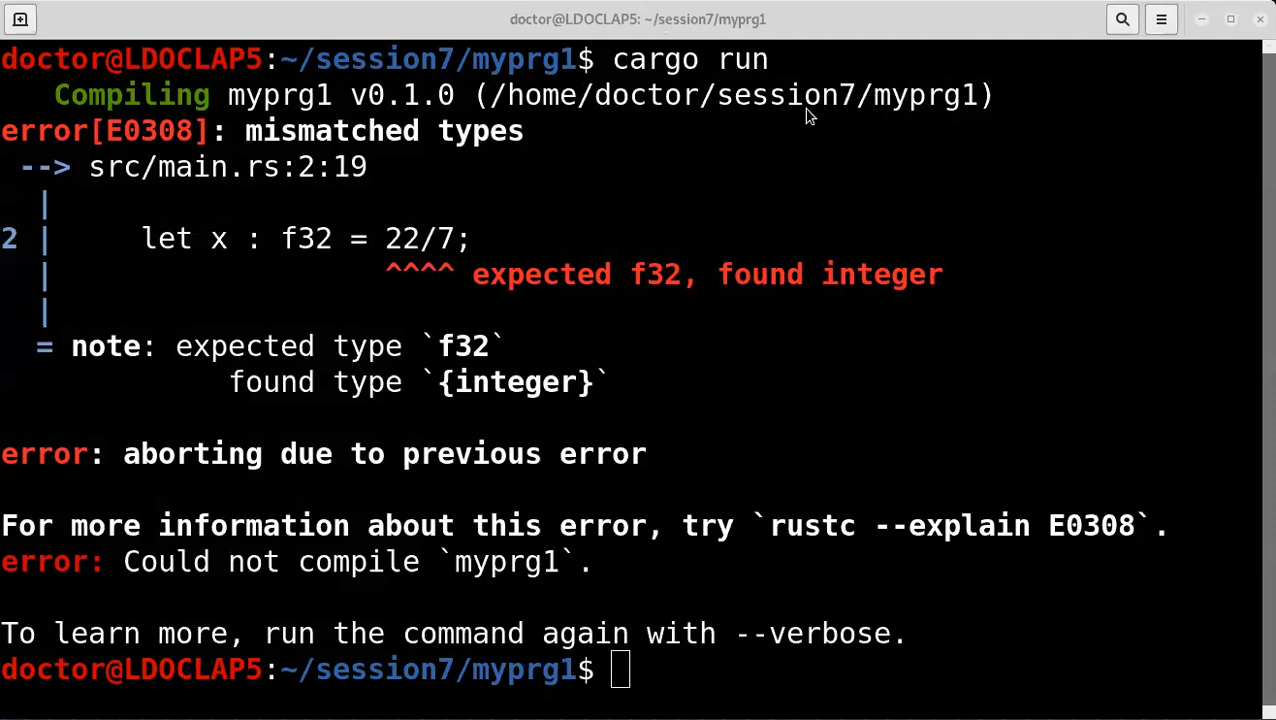 doctor@LDOCLAP5: ~/session7/myprg1
doctor@LDOCLAP5:~/session7/myprg1$ cargo run
   Compiling myprg1 v0.1.0 (/home/doctor/session7/myprg1)
error[E0308]: mismatched types
 --> src/main.rs:2:19
  |
2 |     let x : f32 = 22/7;
  |                   ^^^^ expected f32, found integer
  |
  = note: expected type `f32`
             found type `{integer}`
error: aborting due to previous error
For more information about this error, try `rustc --explain E0308`.
error: Could not compile `myprg1`.
To learn more, run the command again with --verbose.
doctor@LDOCLAP5:~/session7/myprg1$